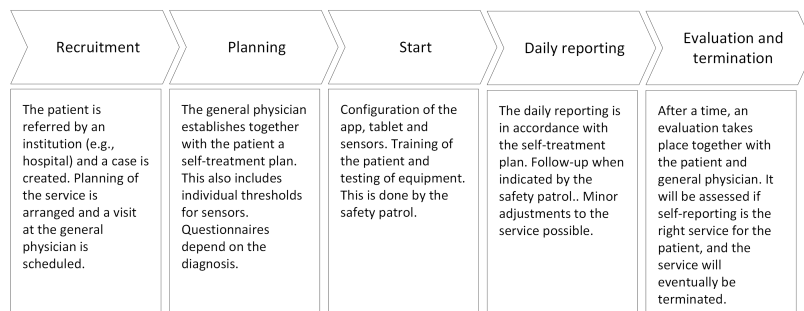 Recruitment
Planning
Start
Daily reporting
Evaluation and
termination
The patient is
referred by an
institution (e.g.,
hospital) and a case is
created. Planning of
the service is
arranged and a visit
at the general
physician is
scheduled.
The general physician
establishes together
with the patient a
self-treatment plan.
This also includes
individual thresholds
for sensors.
Questionnaires
depend on the
diagnosis.
Configuration of the
app, tablet and
sensors. Training of
the patient and
testing of equipment.
This is done by the
safety patrol.
The daily reporting is
in accordance with
the self-treatment
plan. Follow-up when
indicated by the
safety patrol.. Minor
adjustments to the
service possible.
After a time, an
evaluation takes
place together with
the patient and
general physician. It
will be assessed if
self-reporting is the
right service for the
patient, and the
service will
eventually be
terminated.